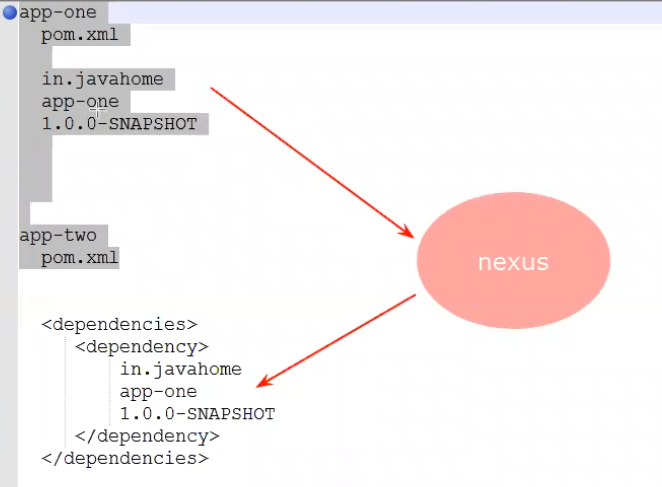 app-one
pom.xml
in.javahome
app-one
1.0.0-SNAPSHOT
app-two
pom.xml
nexus
<dependencies>
<dependency>
in.javahome
app-one
1.0.0-SNAPSHOT
</dependency>
</dependencies>